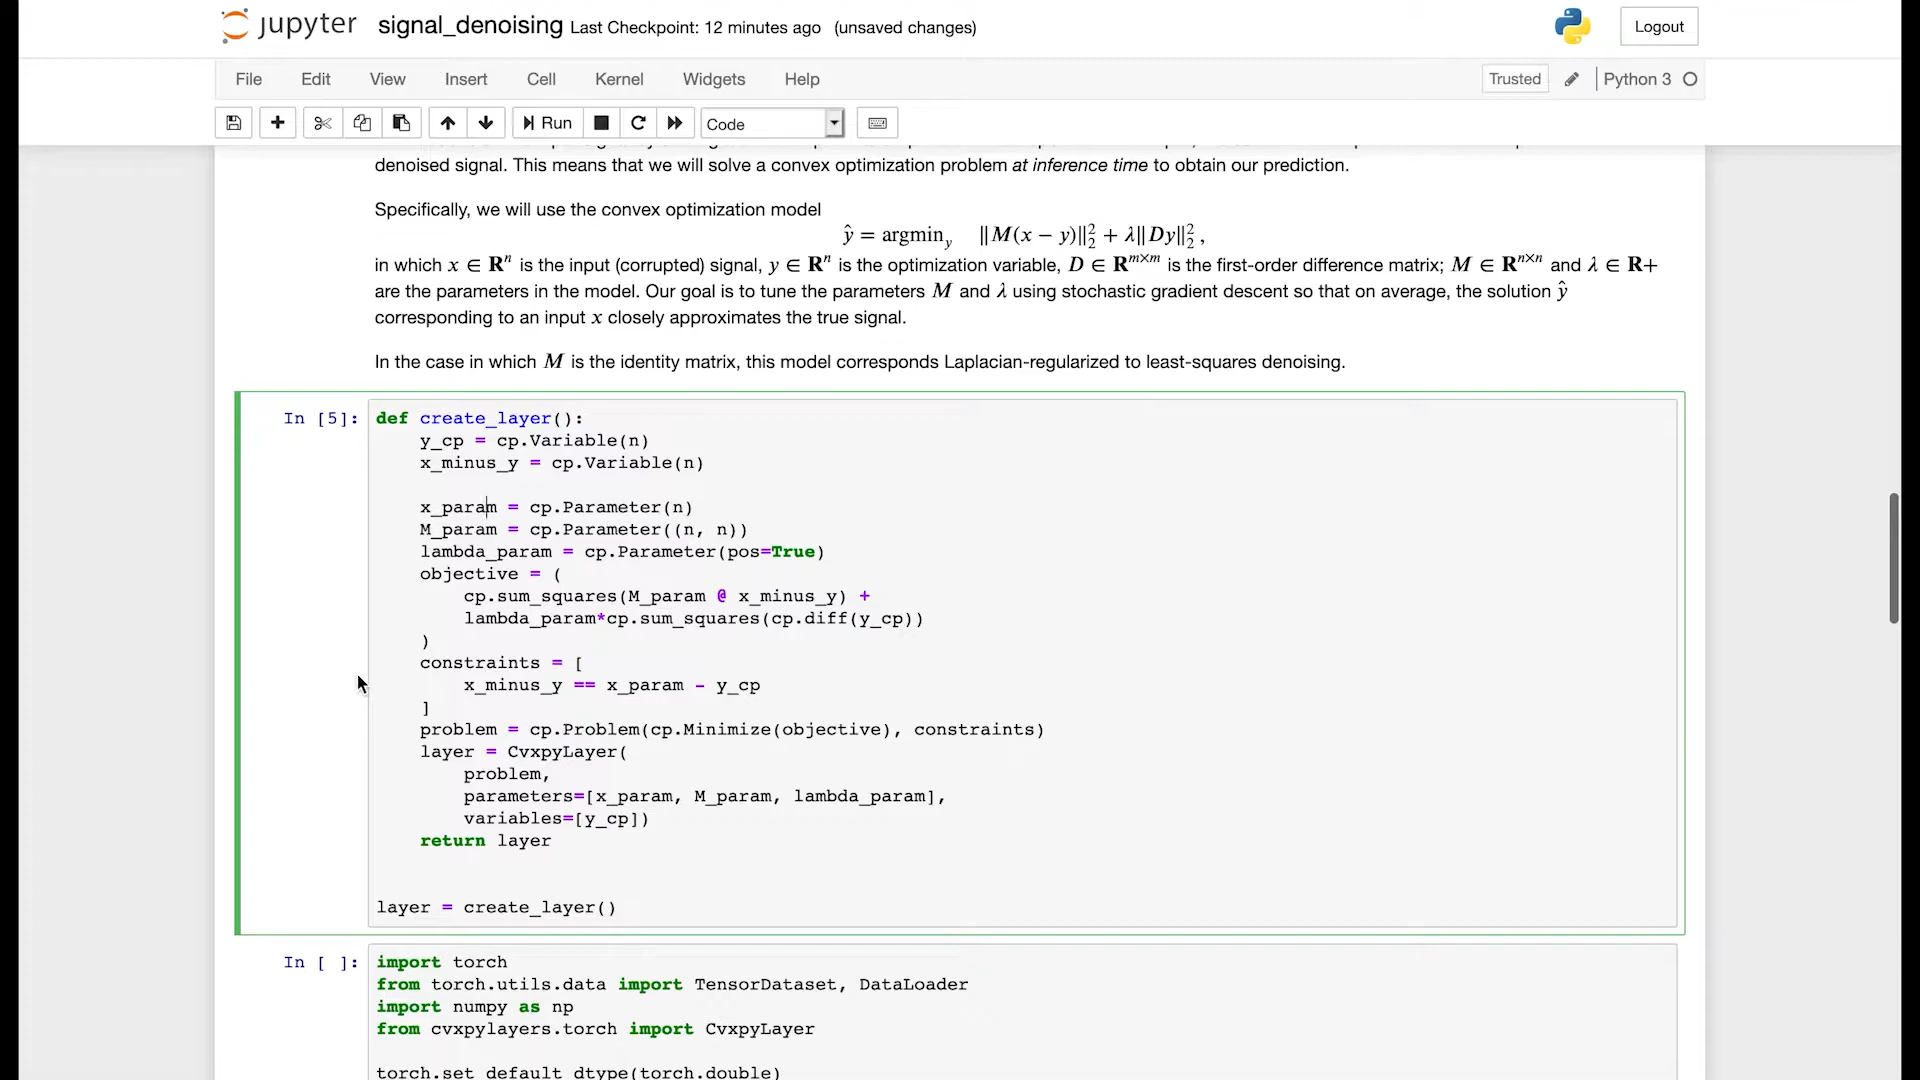 jupyter signal_denoising Last Checkpoint: 12 minutes ago (unsaved changes)
Logout
File Edit View Insert Cell Kernel Widgets Help
Trusted Python 3
Run Code
denoised signal. This means that we will solve a convex optimization problem at inference time to obtain our prediction.
Specifically, we will use the convex optimization model
ŷ = argmin_y ‖M(x − y)‖₂² + λ‖Dy‖₂²,
in which x ∈ Rⁿ is the input (corrupted) signal, y ∈ Rⁿ is the optimization variable, D ∈ Rᵐˣᵐ is the first-order difference matrix; M ∈ Rⁿˣⁿ and λ ∈ R+
are the parameters in the model. Our goal is to tune the parameters M and λ using stochastic gradient descent so that on average, the solution ŷ
corresponding to an input x closely approximates the true signal.
In the case in which M is the identity matrix, this model corresponds Laplacian-regularized to least-squares denoising.
In [5]: def create_layer():
    y_cp = cp.Variable(n)
    x_minus_y = cp.Variable(n)
    x_param = cp.Parameter(n)
    M_param = cp.Parameter((n, n))
    lambda_param = cp.Parameter(pos=True)
    objective = (
        cp.sum_squares(M_param @ x_minus_y) +
        lambda_param*cp.sum_squares(cp.diff(y_cp))
    )
    constraints = [
        x_minus_y == x_param - y_cp
    ]
    problem = cp.Problem(cp.Minimize(objective), constraints)
    layer = CvxpyLayer(
        problem,
        parameters=[x_param, M_param, lambda_param],
        variables=[y_cp])
    return layer
layer = create_layer()
In [ ]: import torch
from torch.utils.data import TensorDataset, DataLoader
import numpy as np
from cvxpylayers.torch import CvxpyLayer
torch.set_default_dtype(torch.double)